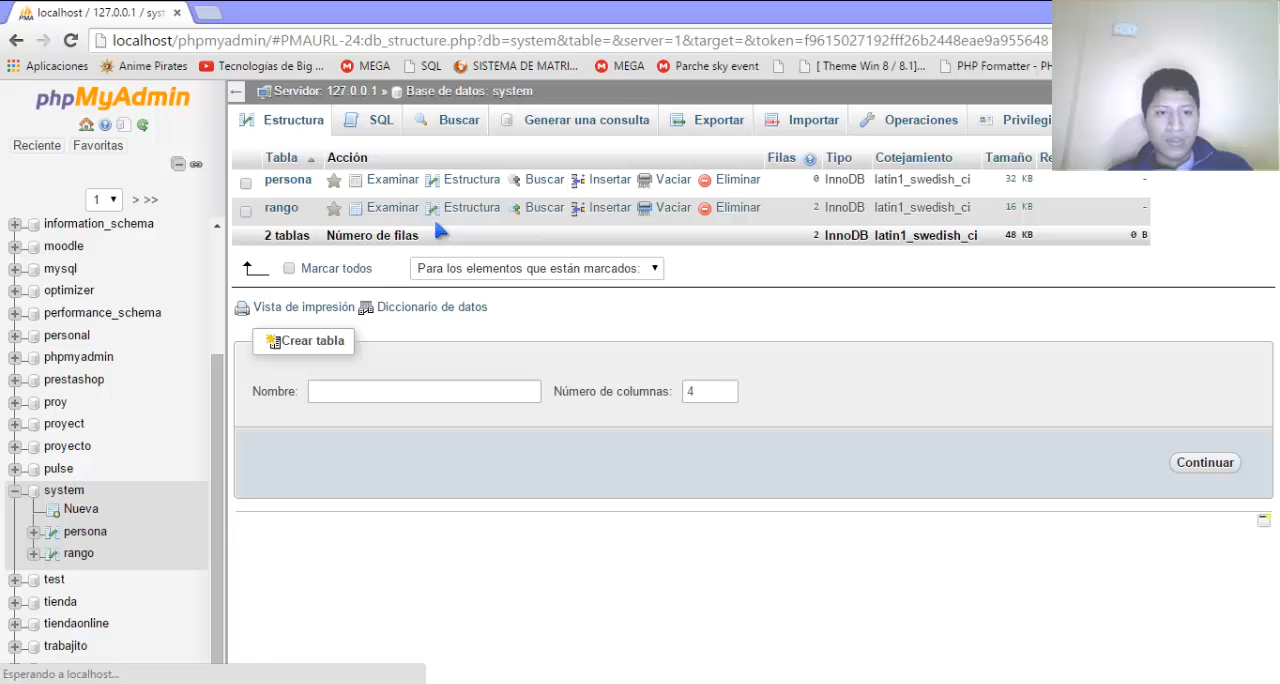 localhost / 127.0.0.1 / syst
localhost/phpmyadmin/#PMAURL-24:db_structure.php?db=system&table=&server=1&target=&token=f9615027192fff26b2448eae9a955648
Aplicaciones Anime Pirates Tecnologías de Big ... MEGA SQL SISTEMA DE MATRI... MEGA Parche sky event [ Theme Win 8 / 8.1]... PHP Formatter - PH
phpMyAdmin
Reciente Favoritas
1 > >>
information_schema
moodle
mysql
optimizer
performance_schema
personal
phpmyadmin
prestashop
proy
proyect
proyecto
pulse
system
Nueva
persona
rango
test
tienda
tiendaonline
trabajito
Esperando a localhost...
Servidor: 127.0.0.1 » Base de datos: system
Estructura SQL Buscar Generar una consulta Exportar Importar Operaciones Privilegi
Tabla Acción Filas Tipo Cotejamiento Tamaño Re
persona Examinar Estructura Buscar Insertar Vaciar Eliminar 0 InnoDB latin1_swedish_ci 32 KB -
rango Examinar Estructura Buscar Insertar Vaciar Eliminar 2 InnoDB latin1_swedish_ci 16 KB -
2 tablas Número de filas 2 InnoDB latin1_swedish_ci 48 KB 0 B
Marcar todos Para los elementos que están marcados:
Vista de impresión Diccionario de datos
Crear tabla
Nombre: Número de columnas: 4
Continuar